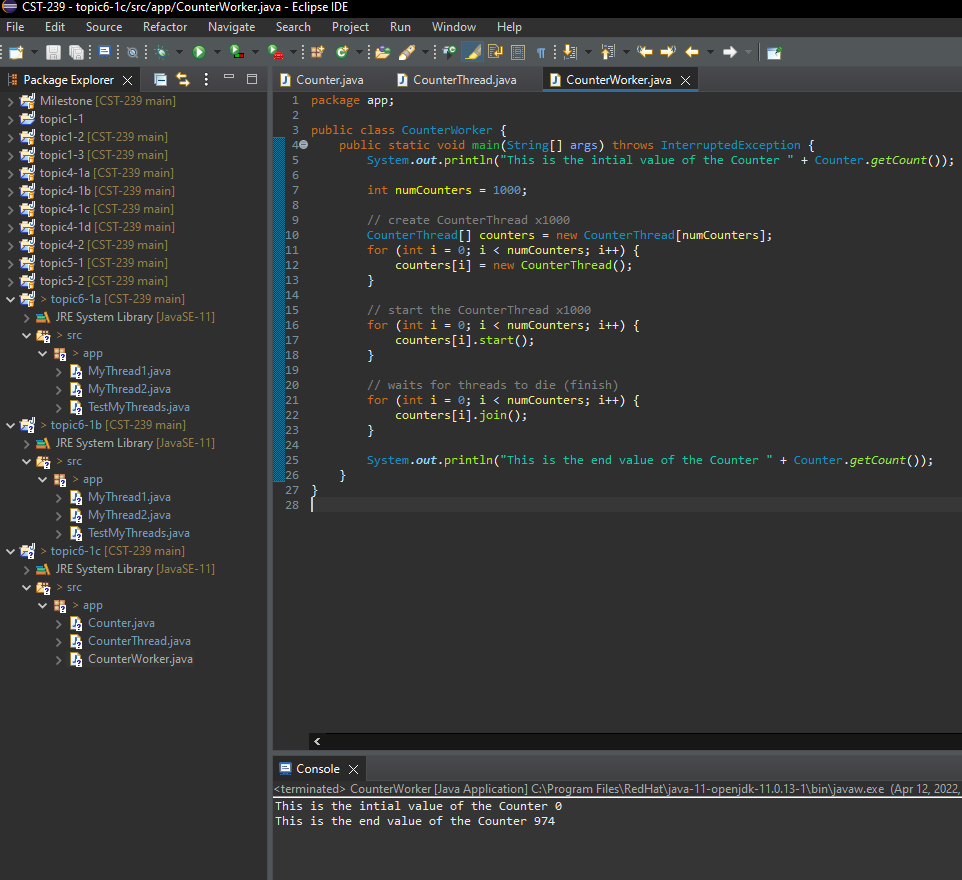 CST-239 - topic6-1c/src/app/CounterWorker.java - Eclipse IDE
File Edit Source Refactor Navigate Search Project Run Window Help
Package Explorer
Milestone [CST-239 main]
topic1-1
topic1-2 [CST-239 main]
topic1-3 [CST-239 main]
topic4-1a [CST-239 main]
topic4-1b [CST-239 main]
topic4-1c [CST-239 main]
topic4-1d [CST-239 main]
topic4-2 [CST-239 main]
topic5-1 [CST-239 main]
topic5-2 [CST-239 main]
> topic6-1a [CST-239 main]
JRE System Library [JavaSE-11]
> src
> app
MyThread1.java
MyThread2.java
TestMyThreads.java
> topic6-1b [CST-239 main]
JRE System Library [JavaSE-11]
> src
> app
MyThread1.java
MyThread2.java
TestMyThreads.java
> topic6-1c [CST-239 main]
JRE System Library [JavaSE-11]
> src
> app
Counter.java
CounterThread.java
CounterWorker.java
Counter.java CounterThread.java CounterWorker.java
1 package app;
2
3 public class CounterWorker {
4 public static void main(String[] args) throws InterruptedException {
5 System.out.println("This is the intial value of the Counter " + Counter.getCount());
6
7 int numCounters = 1000;
8
9 // create CounterThread x1000
10 CounterThread[] counters = new CounterThread[numCounters];
11 for (int i = 0; i < numCounters; i++) {
12 counters[i] = new CounterThread();
13 }
14
15 // start the CounterThread x1000
16 for (int i = 0; i < numCounters; i++) {
17 counters[i].start();
18 }
19
20 // waits for threads to die (finish)
21 for (int i = 0; i < numCounters; i++) {
22 counters[i].join();
23 }
24
25 System.out.println("This is the end value of the Counter " + Counter.getCount());
26 }
27 }
28
Console
<terminated> CounterWorker [Java Application] C:\Program Files\RedHat\java-11-openjdk-11.0.13-1\bin\javaw.exe (Apr 12, 2022,
This is the intial value of the Counter 0
This is the end value of the Counter 974